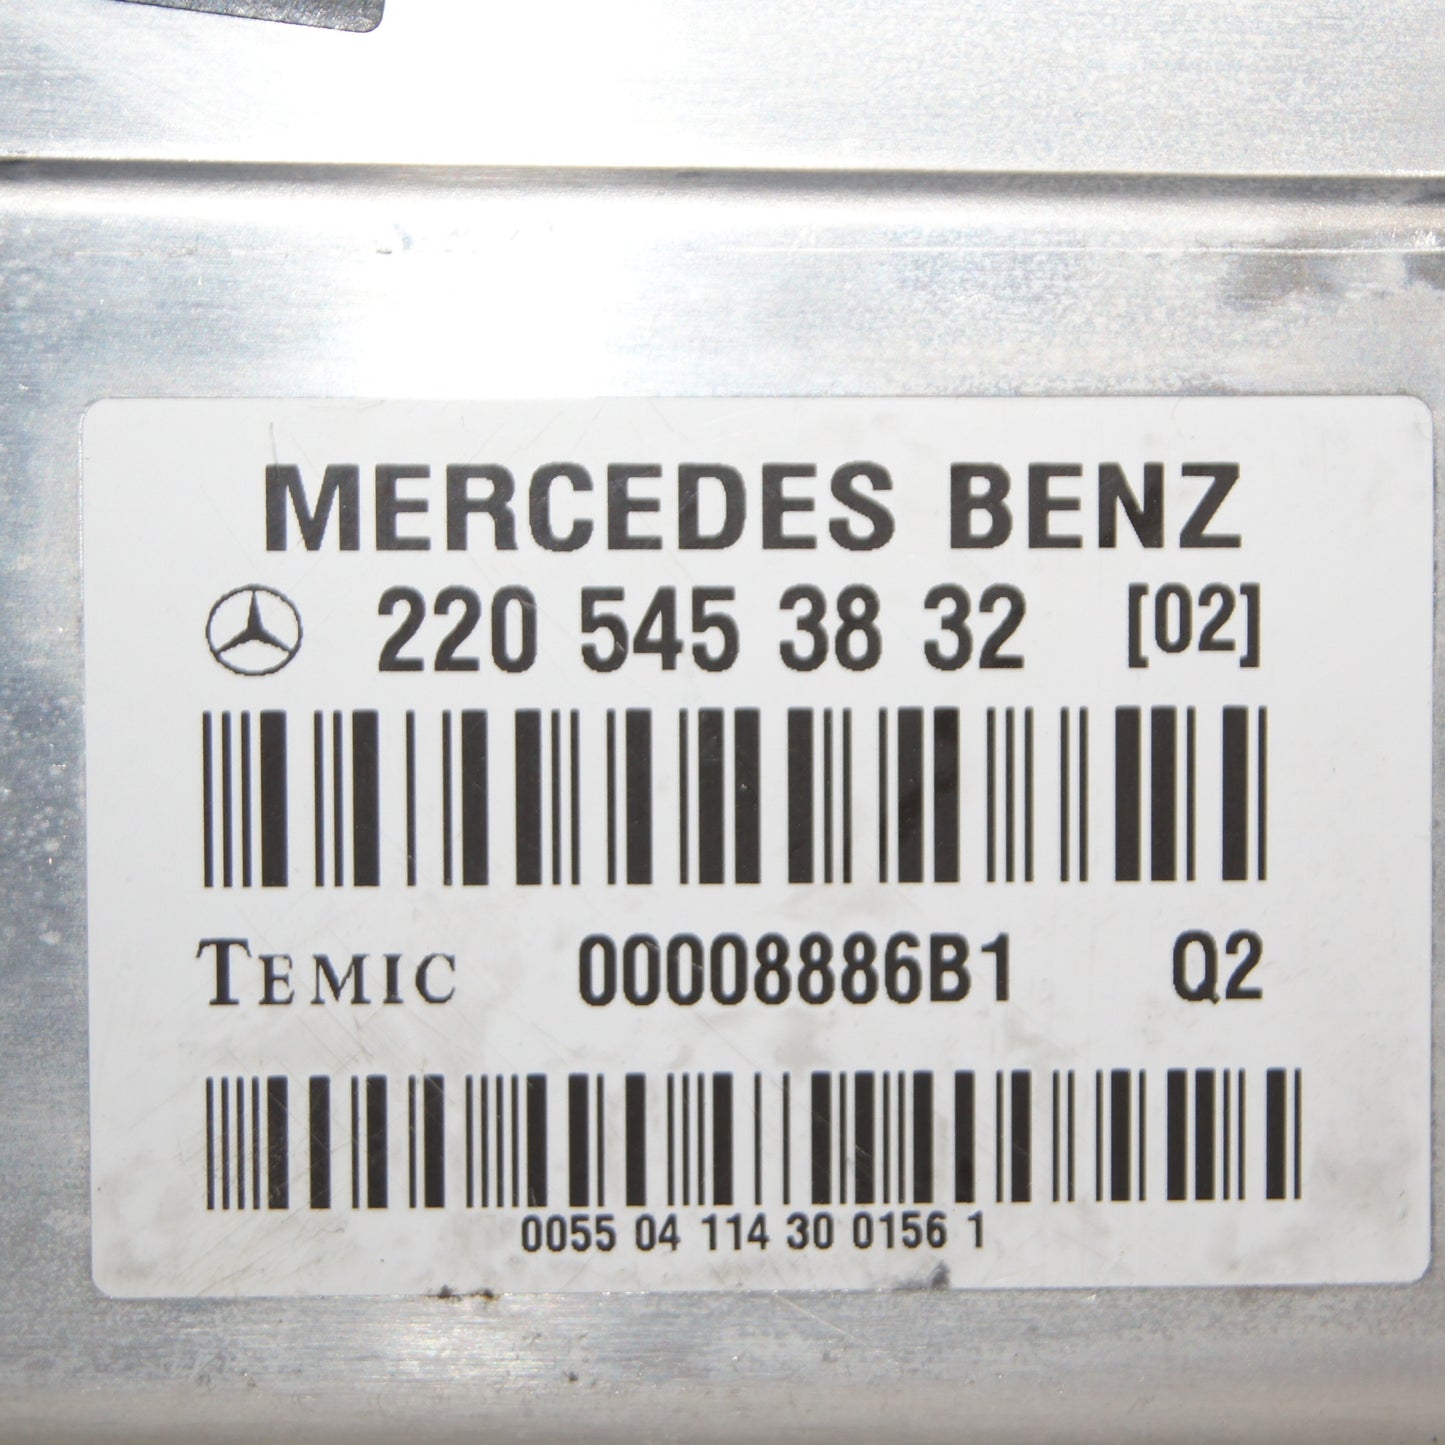 MERCEDES BENZ
220 545 38 32 [02]
TEMIC 00008886B1 Q2
0055 04 114 30 0156 1